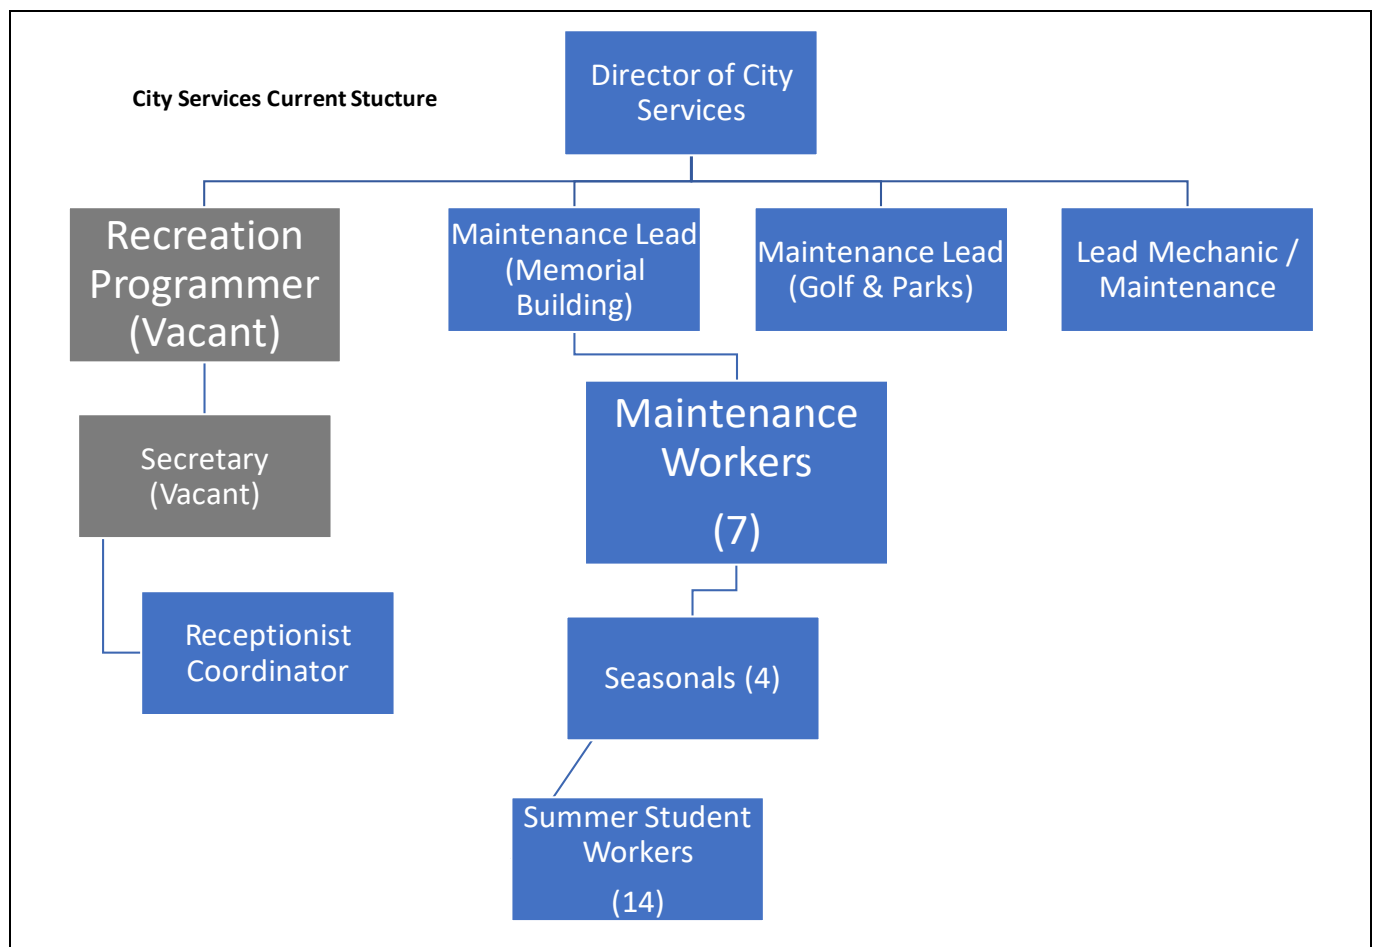 City Services Current Stucture
Director of City
Services
Recreation
Programmer
(Vacant)
Maintenance Lead
(Memorial
Building)
Maintenance Lead
(Golf & Parks)
Lead Mechanic /
Maintenance
Secretary
(Vacant)
Maintenance
Workers
(7)
Receptionist
Coordinator
Seasonals (4)
Summer Student
Workers
(14)